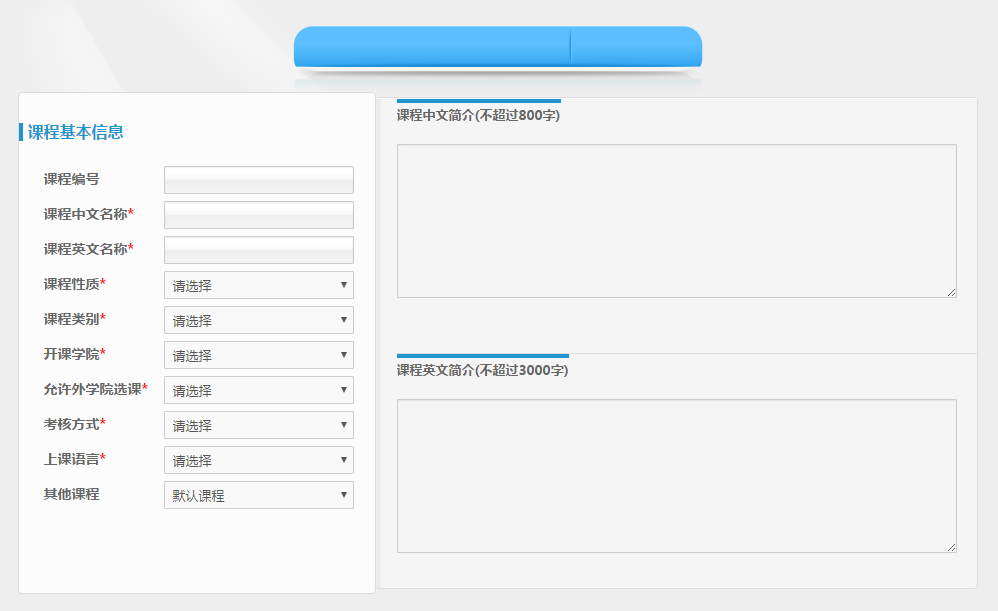 课程基本信息
课程编号
课程中文名称*
课程英文名称*
课程性质* 请选择
课程类别* 请选择
开课学院* 请选择
允许外学院选课* 请选择
考核方式* 请选择
上课语言* 请选择
其他课程 默认课程
课程中文简介(不超过800字)
课程英文简介(不超过3000字)